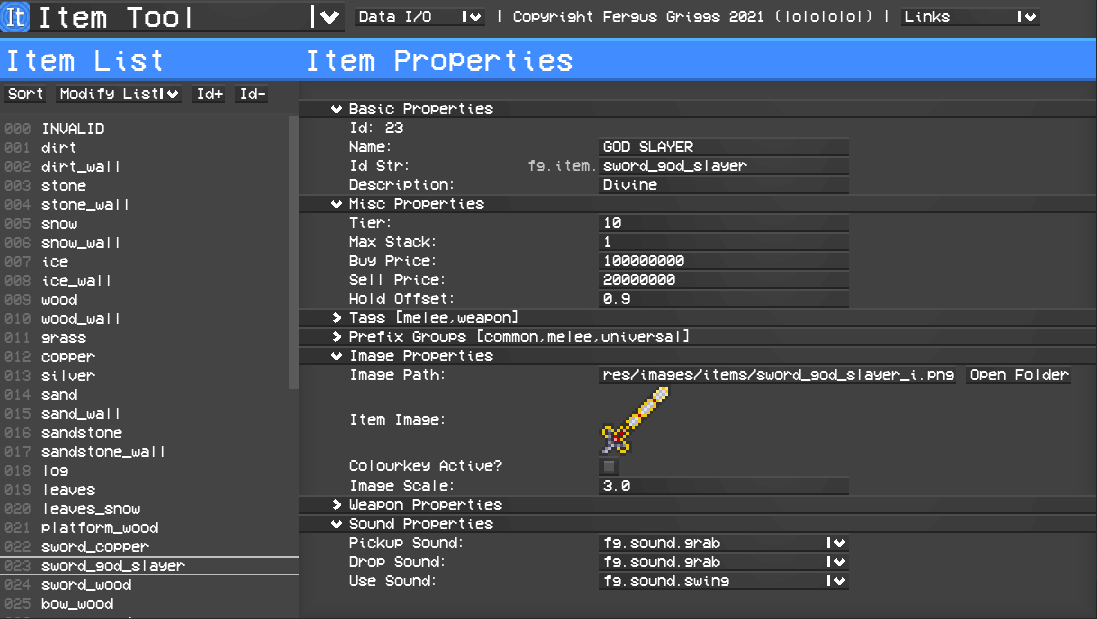 It Item Tool Data I/O | Copyright Fergus Griggs 2021 (lolololol) | Links
Item List
Sort Modify List Id+ Id-
000 INVALID
001 dirt
002 dirt_wall
003 stone
004 stone_wall
005 snow
006 snow_wall
007 ice
008 ice_wall
009 wood
010 wood_wall
011 grass
012 copper
013 silver
014 sand
015 sand_wall
016 sandstone
017 sandstone_wall
018 log
019 leaves
020 leaves_snow
021 platform_wood
022 sword_copper
023 sword_god_slayer
024 sword_wood
025 bow_wood
Item Properties
Basic Properties
Id: 23
Name: GOD SLAYER
Id Str: fg.item. sword_god_slayer
Description: Divine
Misc Properties
Tier: 10
Max Stack: 1
Buy Price: 100000000
Sell Price: 20000000
Hold Offset: 0.9
Tags [melee,weapon]
Prefix Groups [common,melee,universal]
Image Properties
Image Path: res/images/items/sword_god_slayer_i.png Open Folder
Item Image:
Colourkey Active?
Image Scale: 3.0
Weapon Properties
Sound Properties
Pickup Sound: fg.sound.grab
Drop Sound: fg.sound.grab
Use Sound: fg.sound.swing